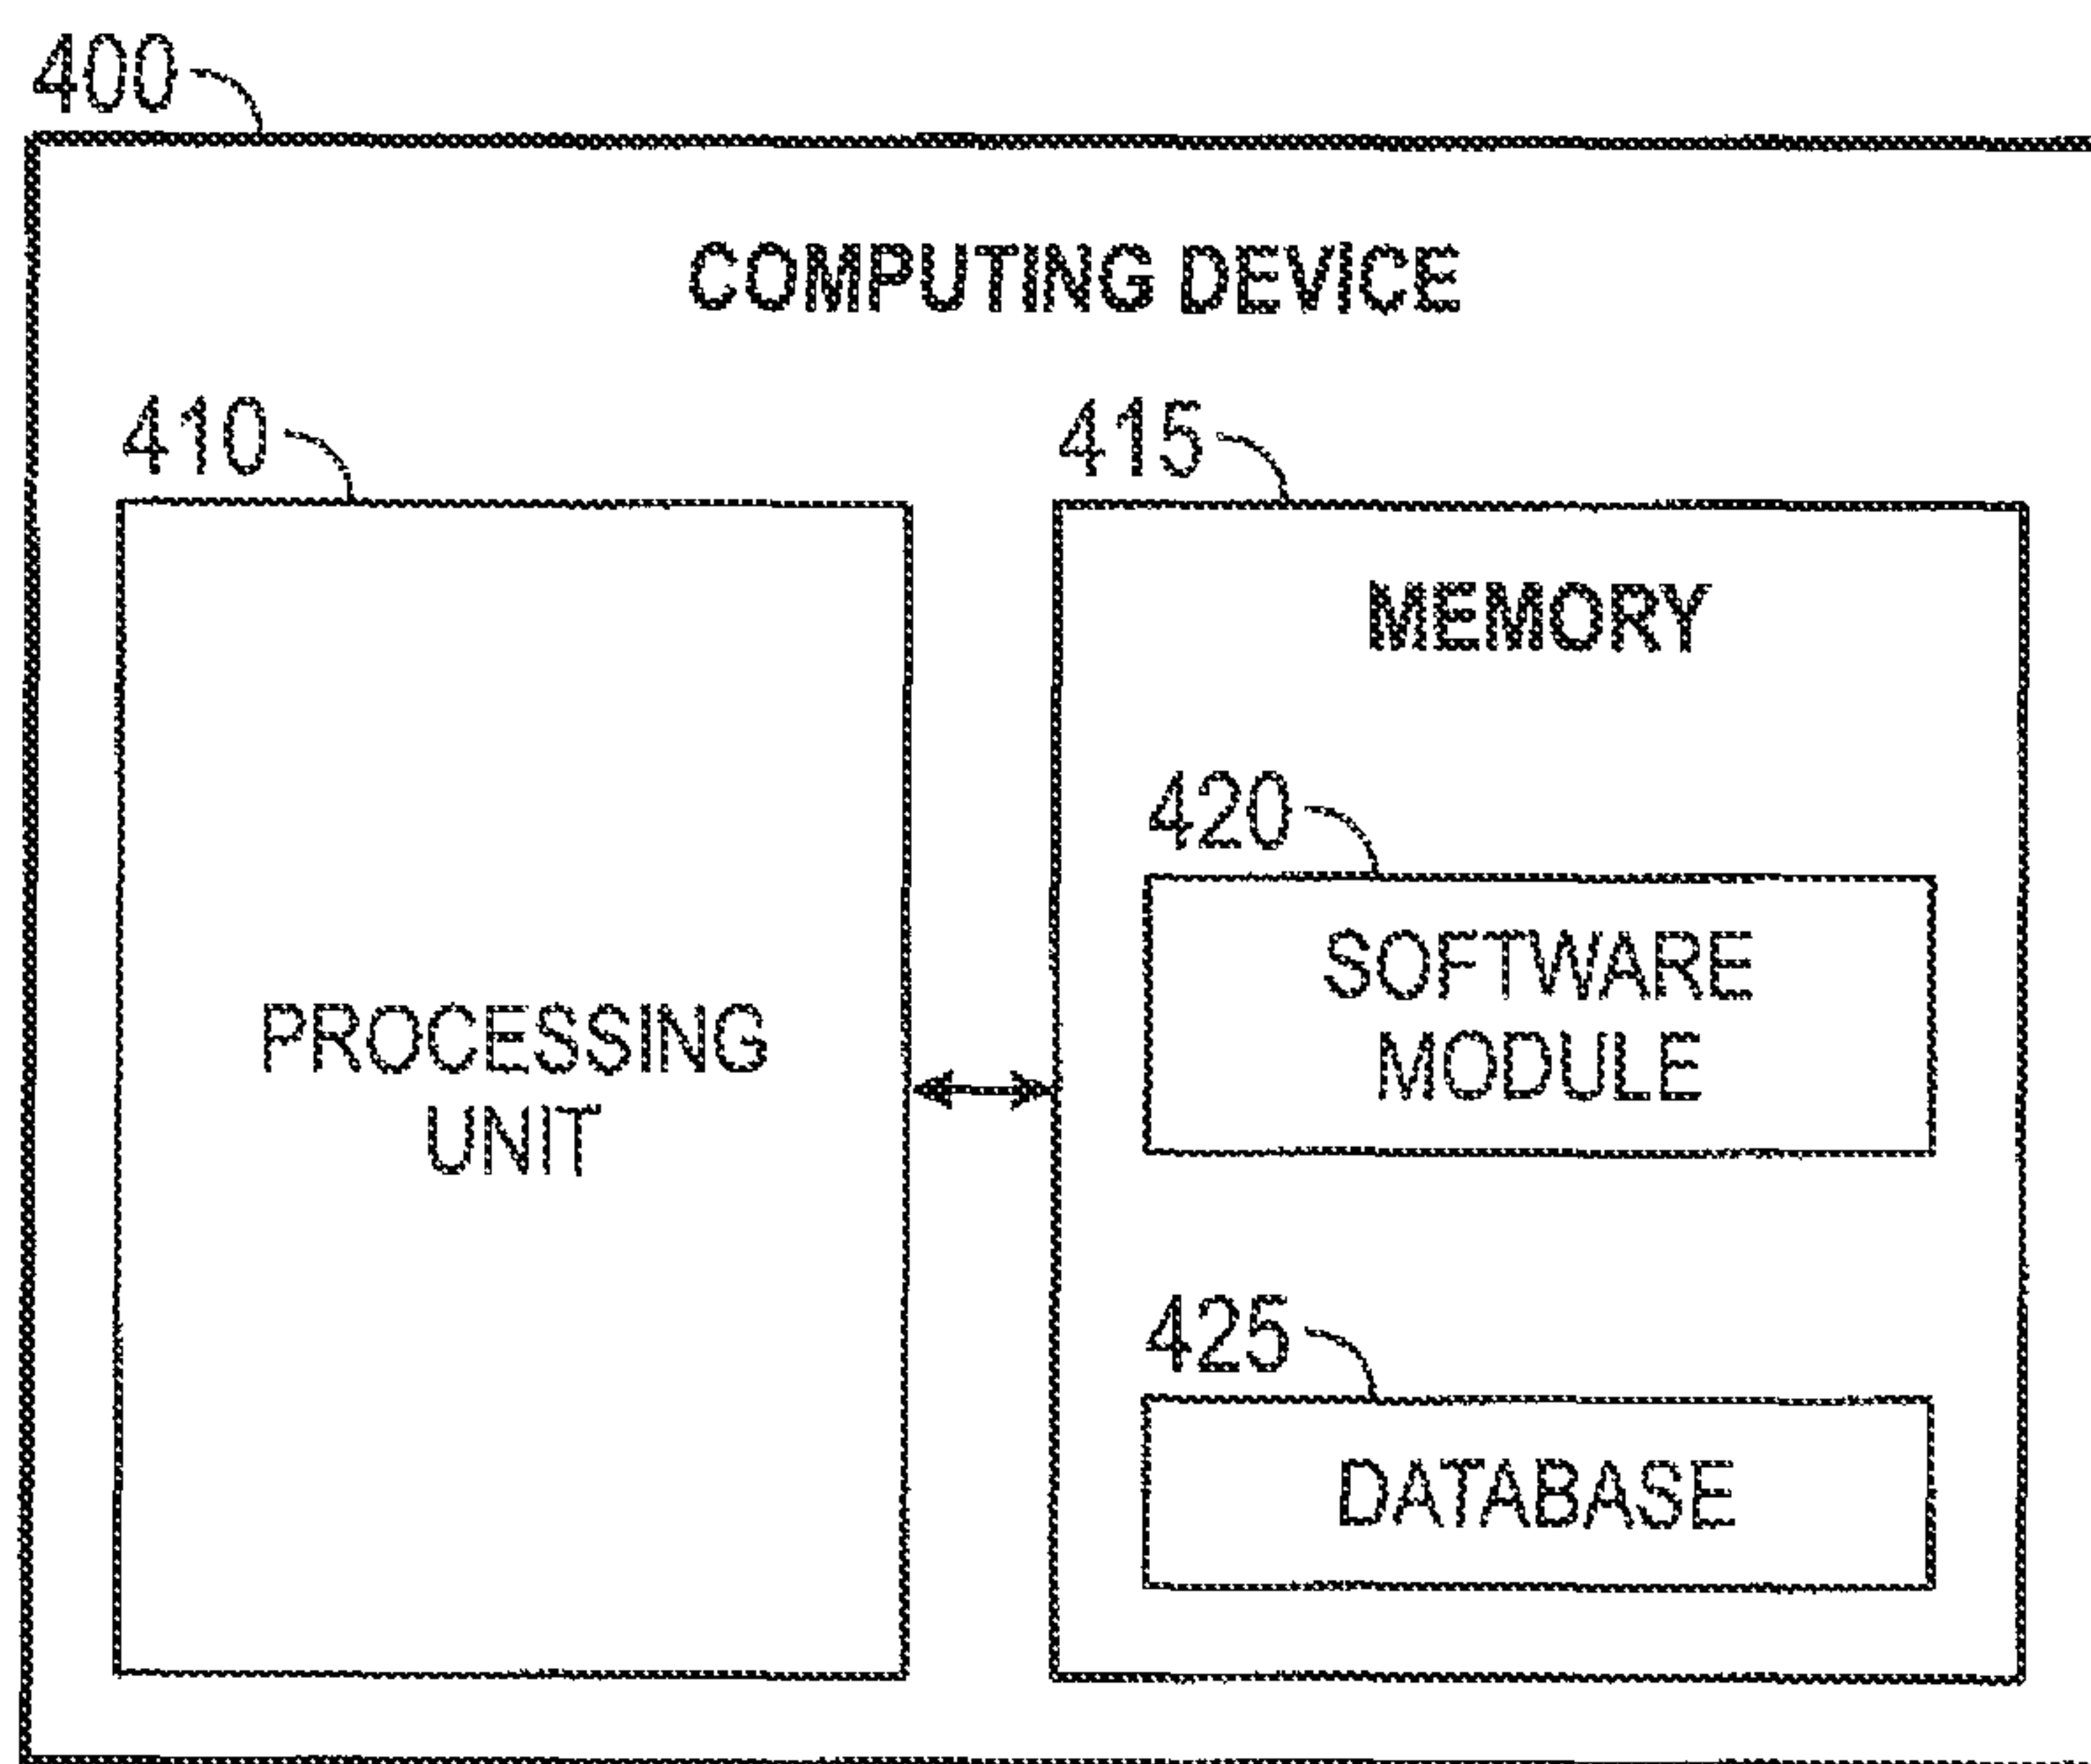 400
COMPUTING DEVICE
410
415
MEMORY
420
SOFTWARE
MODULE
PROCESSING
UNIT
425
DATABASE